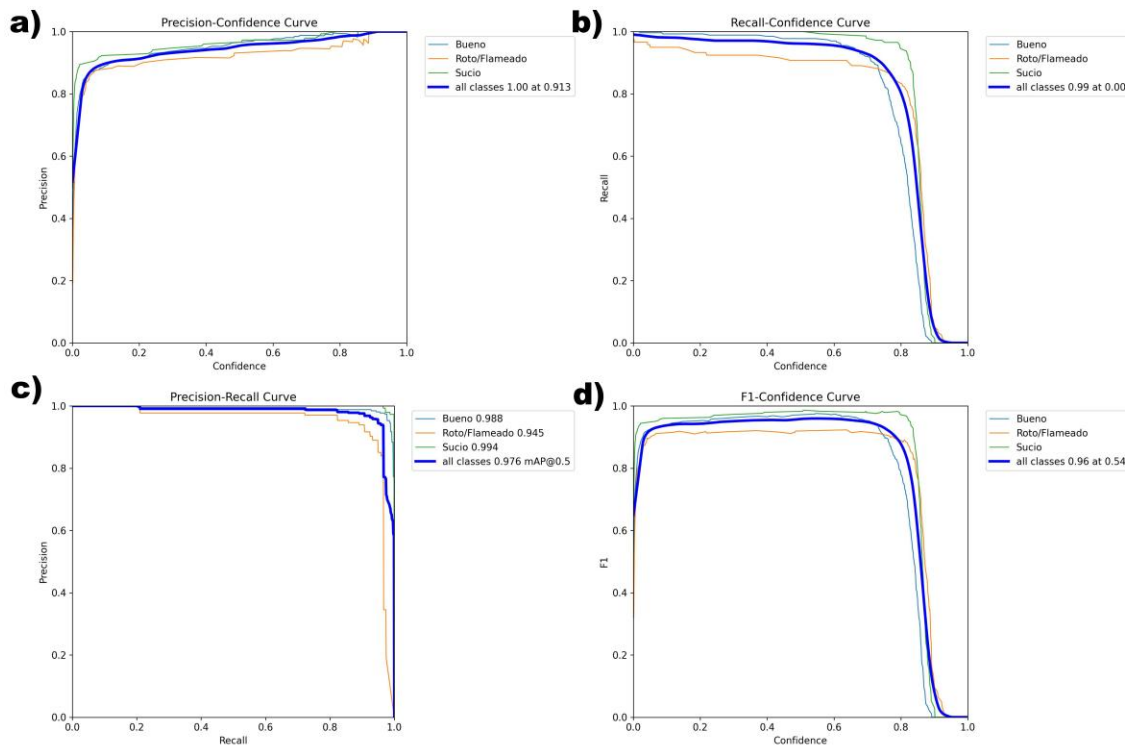 a)
Precision-Confidence Curve
1.0
0.8
0.6
0.4
0.2
0.0
Precision
0.0 0.2 0.4 0.6 0.8 1.0
Confidence
Bueno
Roto/Flameado
Sucio
all classes 1.00 at 0.913
b)
Recall-Confidence Curve
1.0
0.8
0.6
0.4
0.2
0.0
Recall
0.0 0.2 0.4 0.6 0.8 1.0
Confidence
Bueno
Roto/Flameado
Sucio
all classes 0.99 at 0.00
c)
Precision-Recall Curve
1.0
0.8
0.6
0.4
0.2
0.0
Precision
0.0 0.2 0.4 0.6 0.8 1.0
Recall
Bueno 0.988
Roto/Flameado 0.945
Sucio 0.994
all classes 0.976 mAP@0.5
d)
F1-Confidence Curve
1.0
0.8
0.6
0.4
0.2
0.0
F1
0.0 0.2 0.4 0.6 0.8 1.0
Confidence
Bueno
Roto/Flameado
Sucio
all classes 0.96 at 0.54